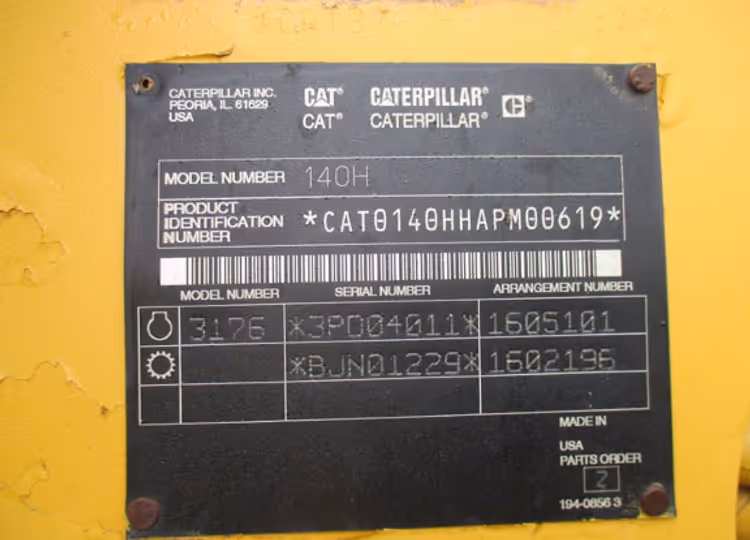 CATERPILLAR INC.
PEORIA, IL. 61629
USA
CAT® CATERPILLAR® C®
CAT® CATERPILLAR®
MODEL NUMBER 140H
PRODUCT
IDENTIFICATION
NUMBER *CAT0140HHAPM00619*
MODEL NUMBER SERIAL NUMBER ARRANGEMENT NUMBER
3176 *3PD04011* 1605101
*BJN01229* 1602196
MADE IN
USA
PARTS ORDER
2
194-0856 3